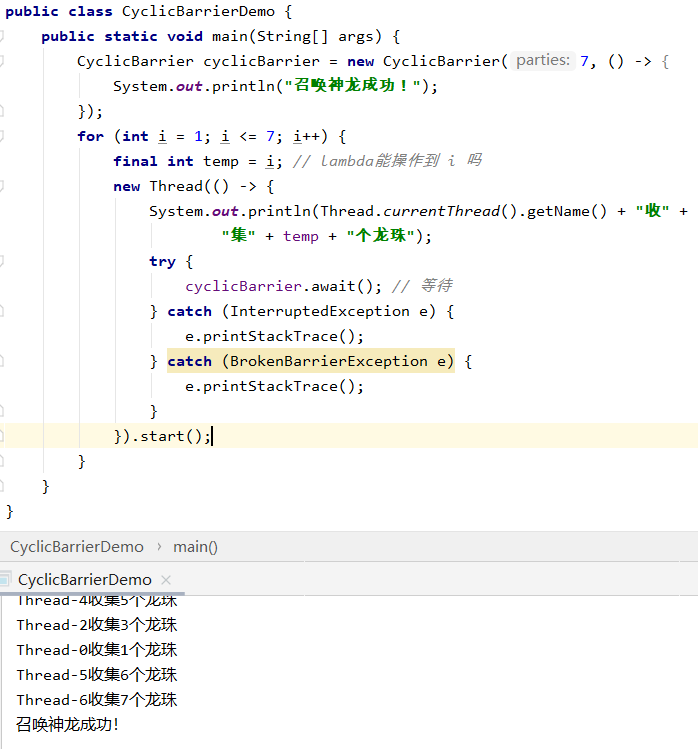 public class CyclicBarrierDemo {
public static void main(String[] args) {
CyclicBarrier cyclicBarrier = new CyclicBarrier( parties: 7, () -> {
System.out.println("召唤神龙成功！");
});
for (int i = 1; i <= 7; i++) {
final int temp = i; // lambda能操作到 i 吗
new Thread(() -> {
System.out.println(Thread.currentThread().getName() + "收" +
"集" + temp + "个龙珠");
try {
cyclicBarrier.await(); // 等待
} catch (InterruptedException e) {
e.printStackTrace();
} catch (BrokenBarrierException e) {
e.printStackTrace();
}
}).start();
}
}
}
CyclicBarrierDemo › main()
CyclicBarrierDemo ×
Thread-4收集5个龙珠
Thread-2收集3个龙珠
Thread-0收集1个龙珠
Thread-5收集6个龙珠
Thread-6收集7个龙珠
召唤神龙成功！